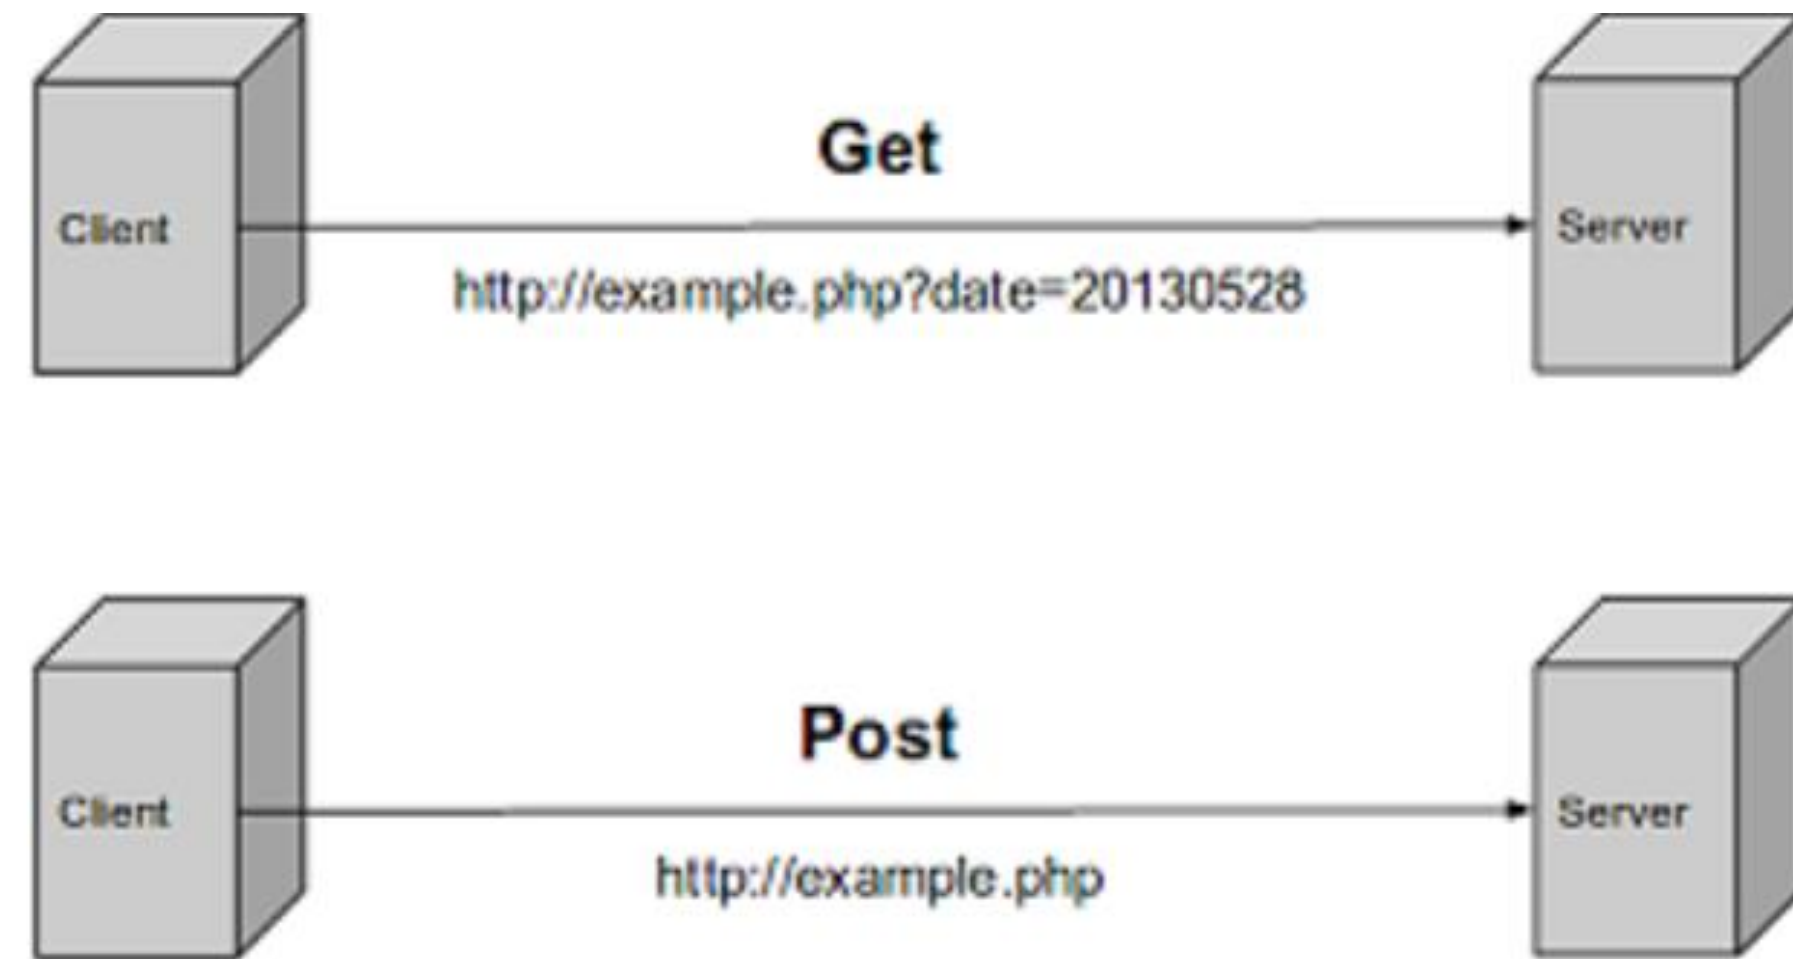 Get
Client
Server
http://example.php?date=20130528
Post
Client
Server
http://example.php